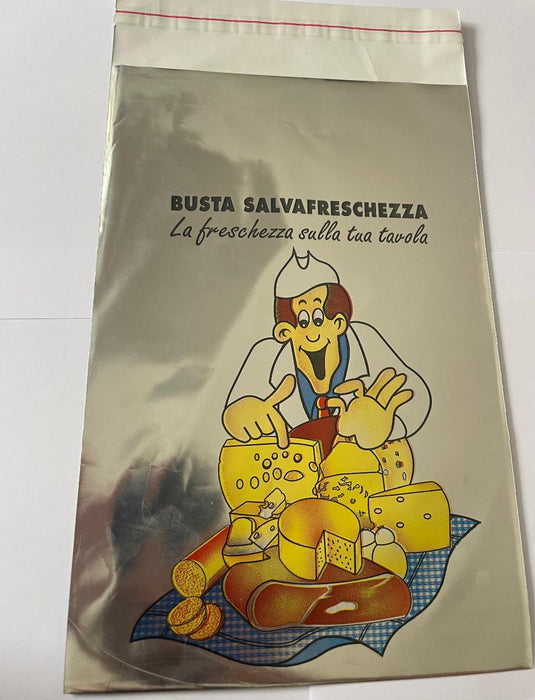 BUSTA SALVAFRESCHEZZA
La freschezza sulla tua tavola